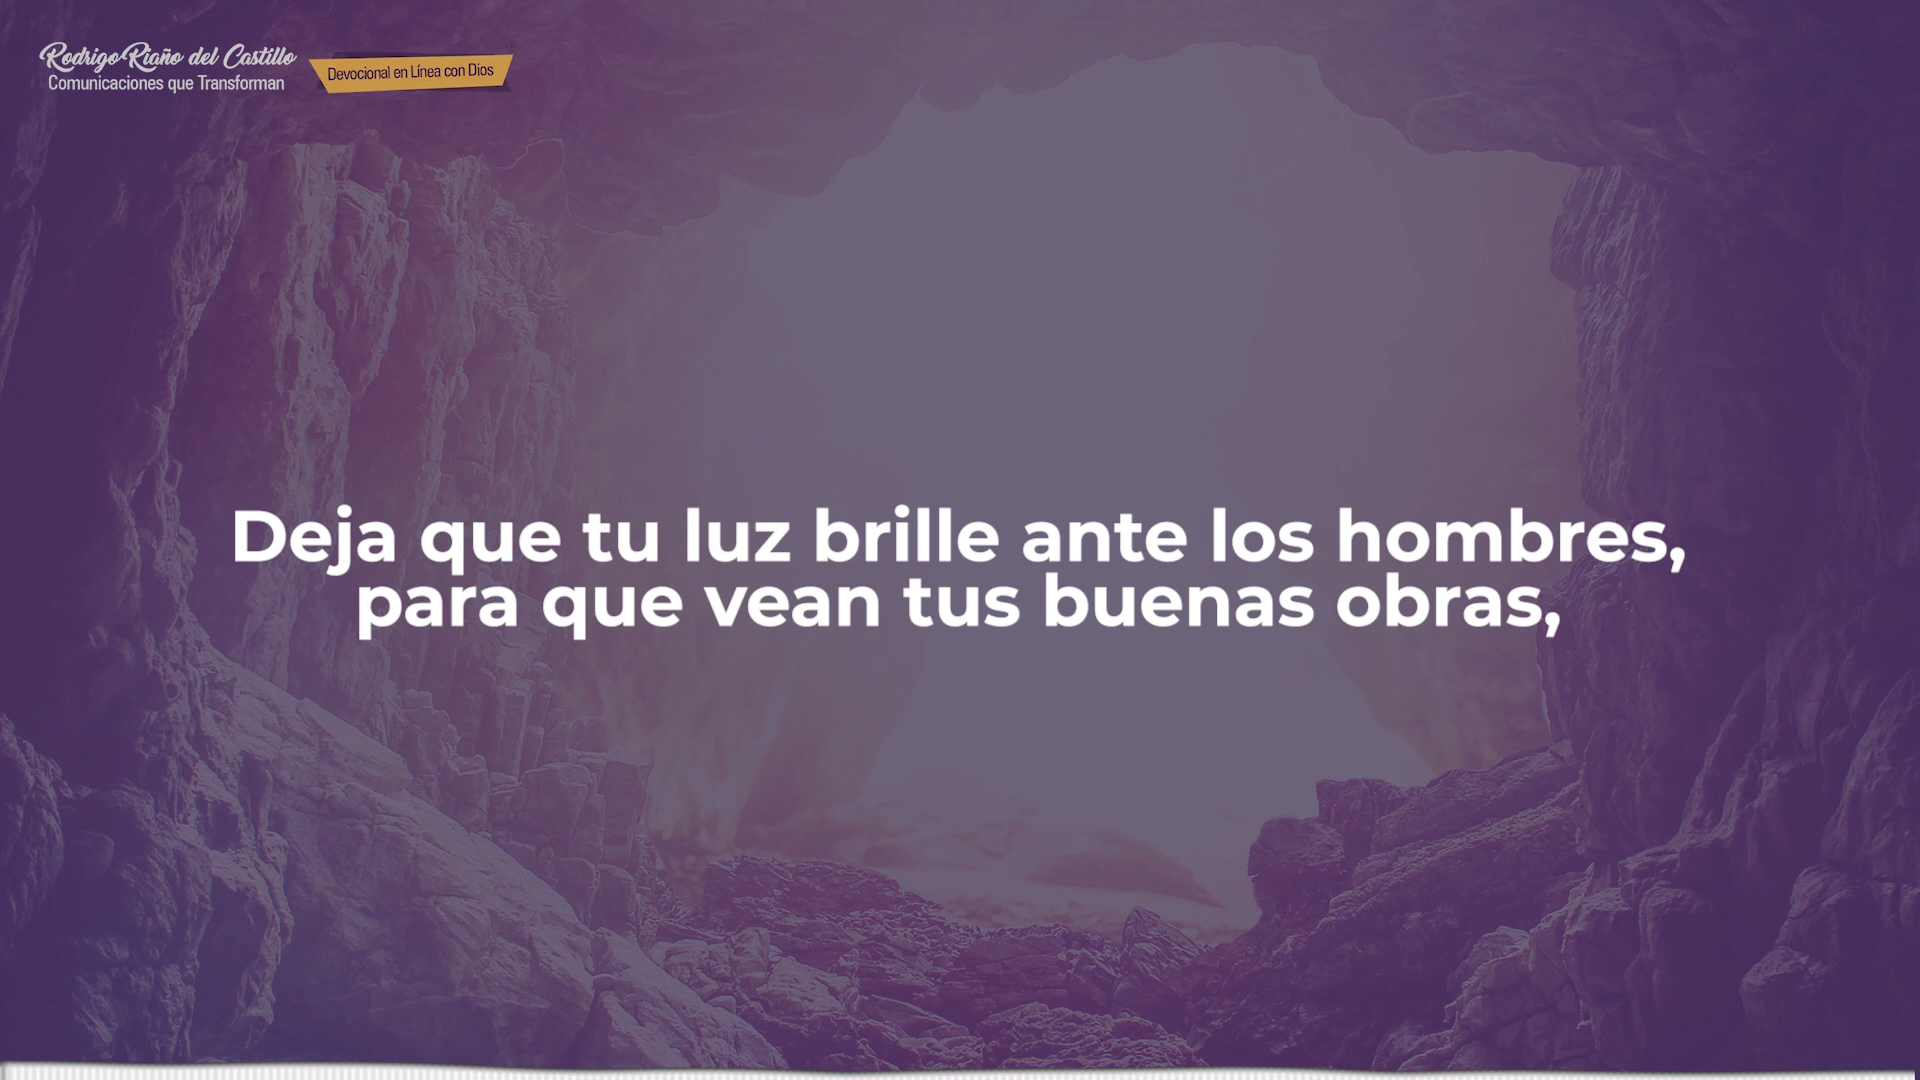 Rodrigo Riaño del Castillo
Comunicaciones que Transforman
Devocional en Línea con Dios
Deja que tu luz brille ante los hombres,
para que vean tus buenas obras,